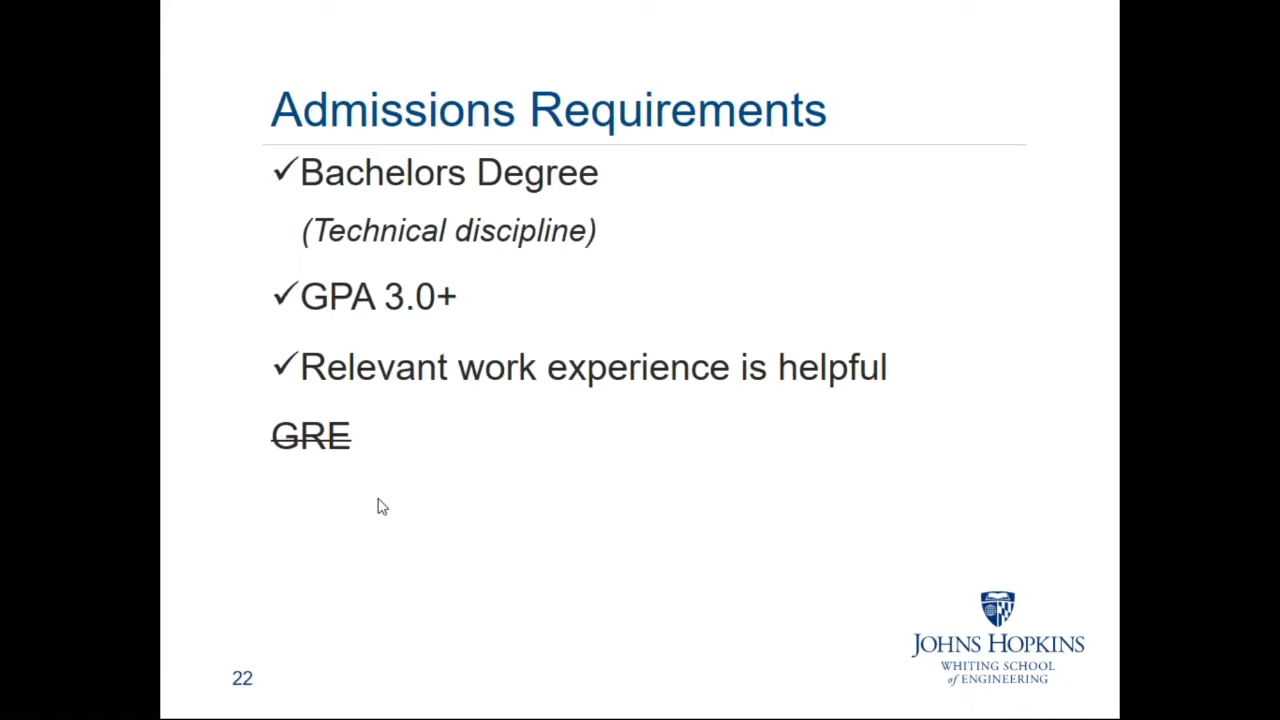 Admissions Requirements
✓Bachelors Degree
(Technical discipline)
✓GPA 3.0+
✓Relevant work experience is helpful
GRE
22
JOHNS HOPKINS
WHITING SCHOOL
of ENGINEERING